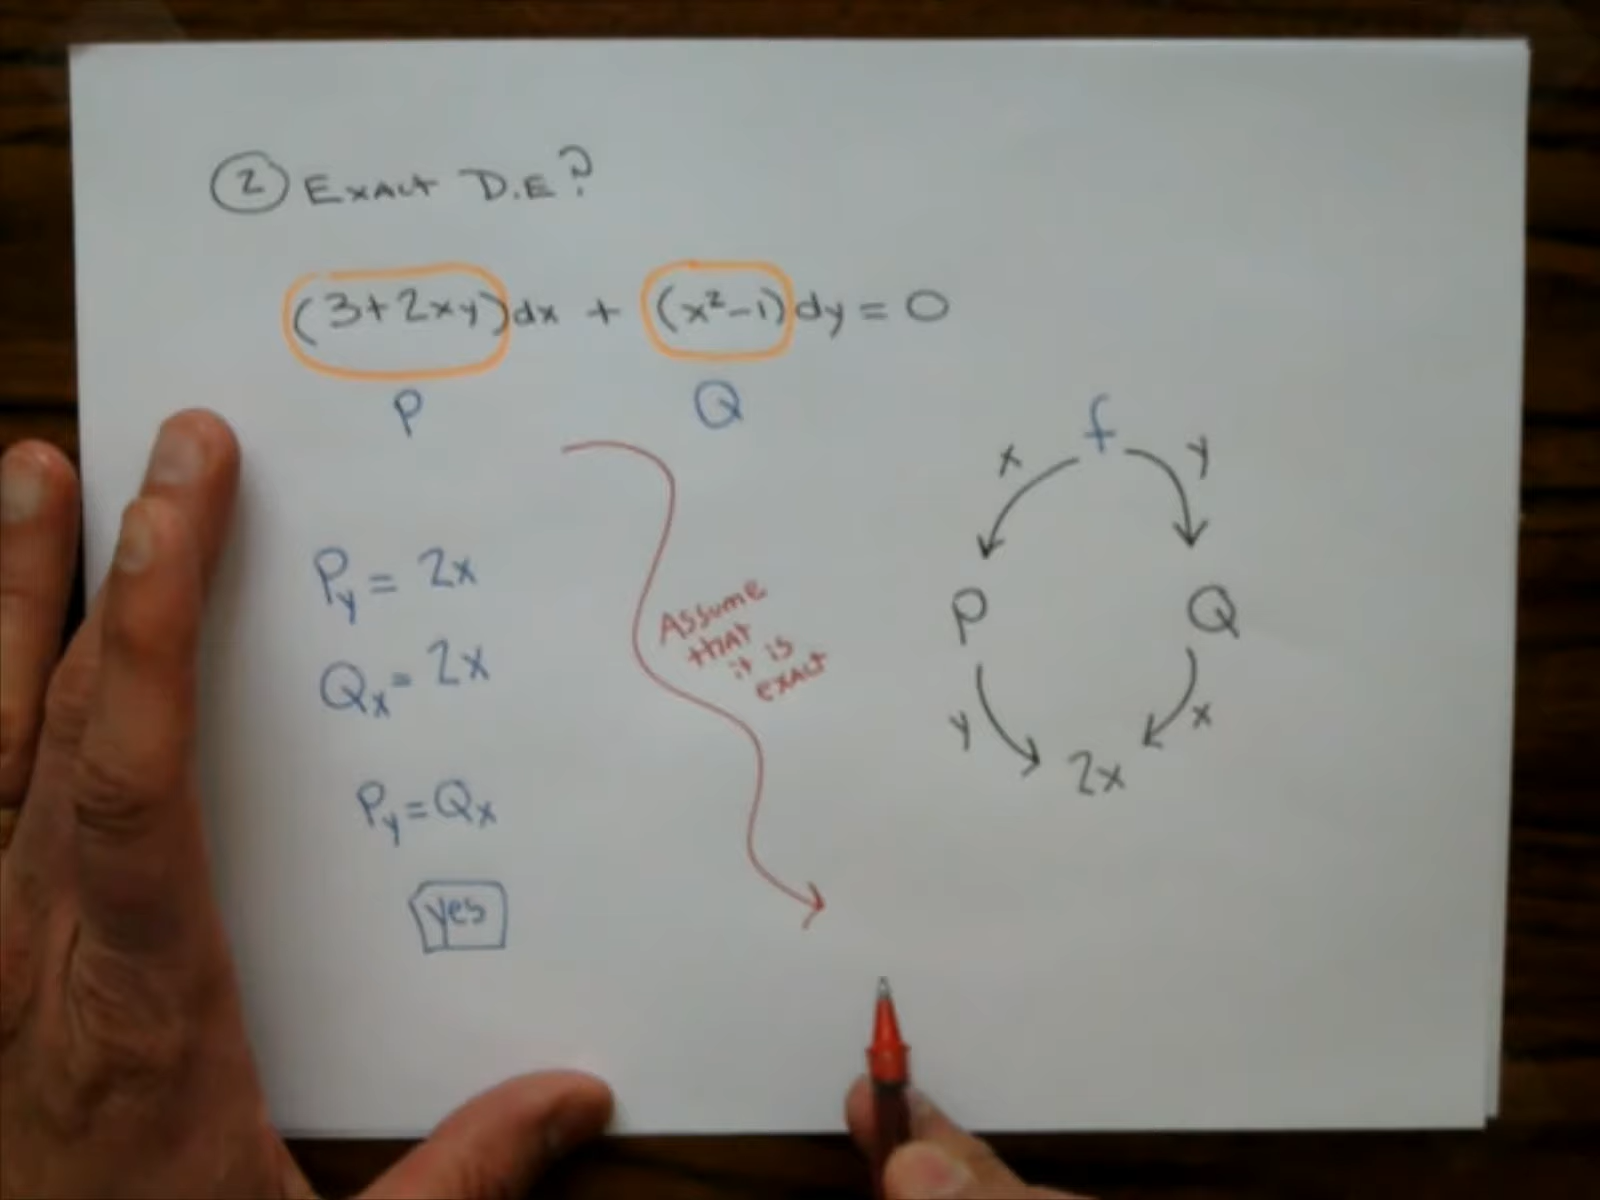 2 Exact D.E?
(3+2xy)dx + (x²-1)dy = 0
P Q
Py = 2x
Qx = 2x
Py = Qx
yes
Assume
that
it is
exact
f
x y
P Q
y x
2x